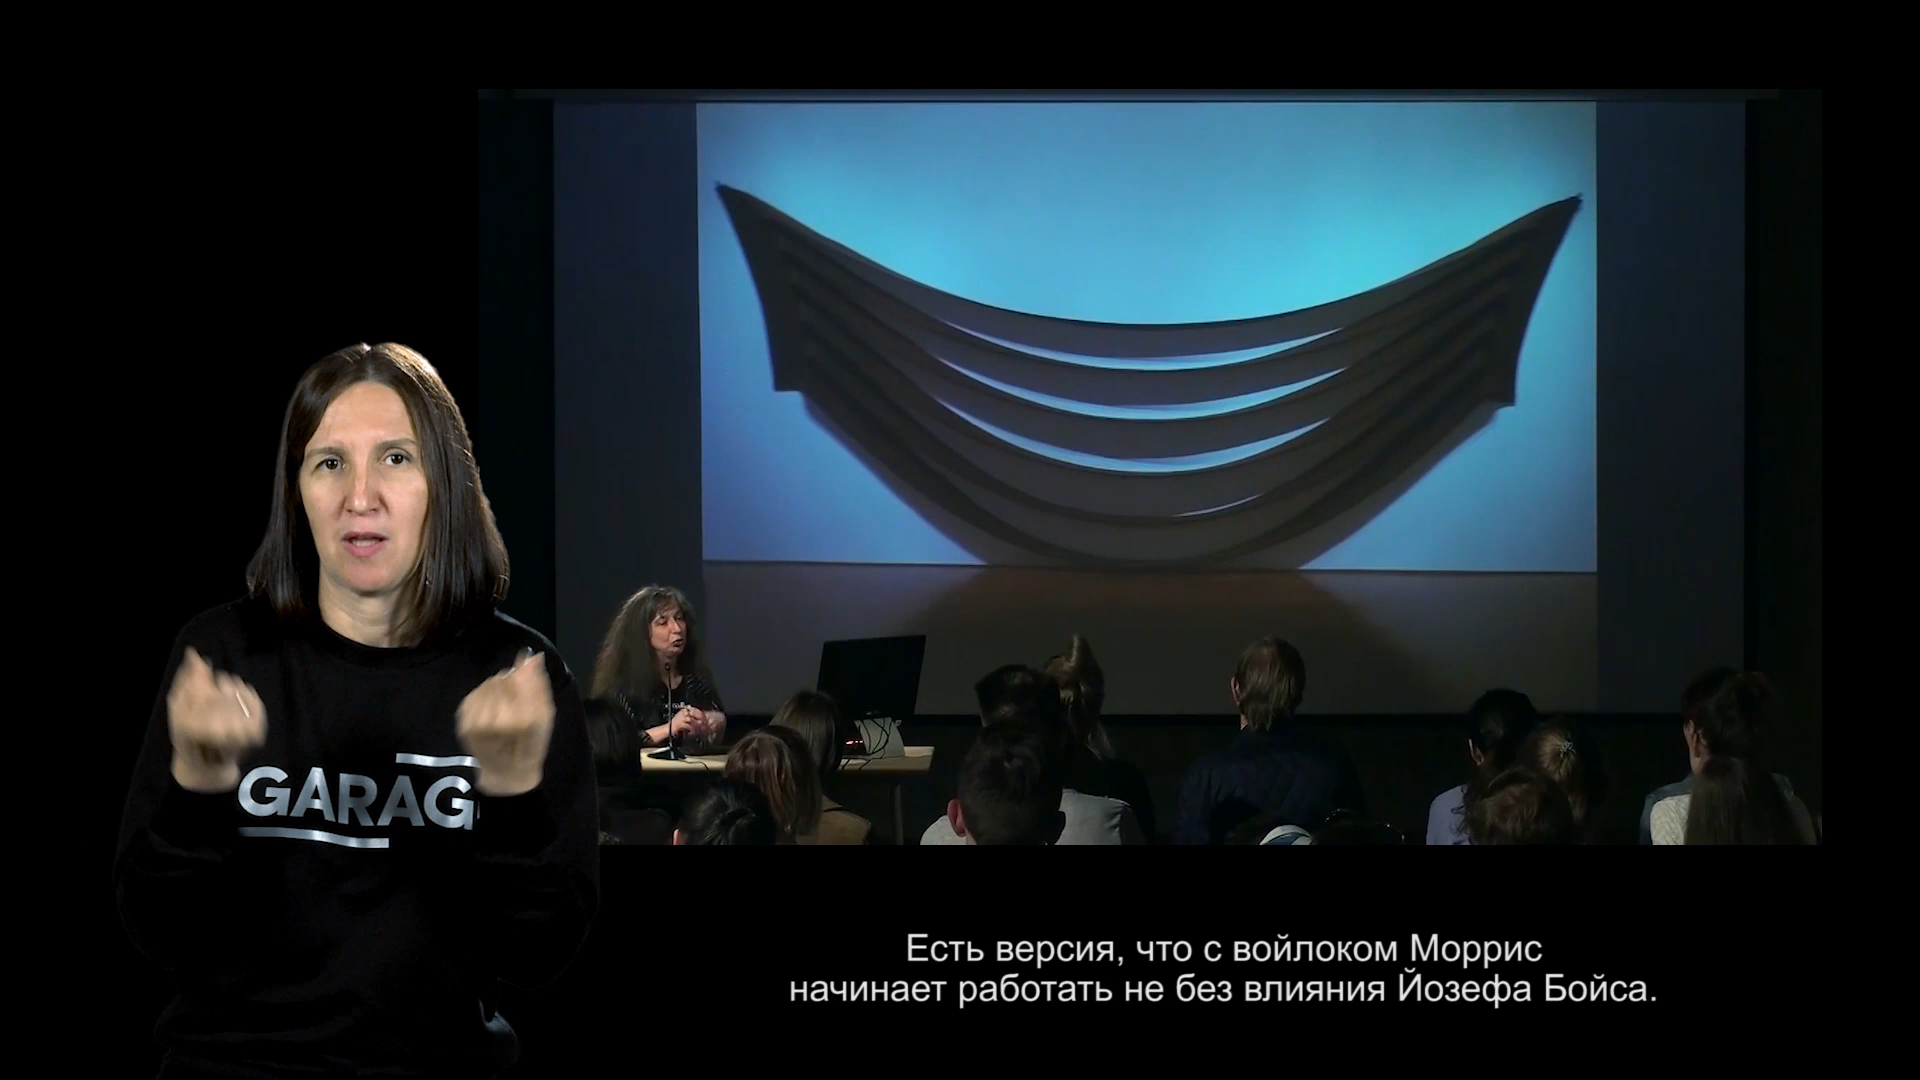 GARAG
Есть версия, что с войлоком Моррис
начинает работать не без влияния Йозефа Бойса.